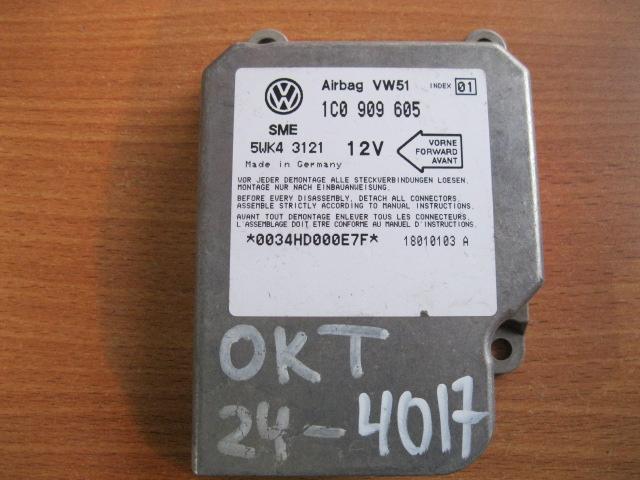 Airbag VW51 INDEX 01
1C0 909 605
SME
5WK4 3121 12V
VORNE
FORWARD
AVANT
Made in Germany
VOR JEDER DEMONTAGE ALLE STECKVERBINDUNGEN LOESEN.
MONTAGE NUR NACH EINBAUANWEISUNG.
BEFORE EVERY DISASSEMBLY, DETACH ALL CONNECTORS.
ASSEMBLE STRICTLY ACCORDING TO MANUAL INSTRUCTIONS.
AVANT TOUT DEMONTAGE ENLEVER TOUS LES CONNECTEURS.
L'ASSEMBLAGE DOIT ETRE CONFORME AU MANUEL D'INSTRUCTIONS.
*0034HD000E7F* 18010103 A
OKT
24-4017